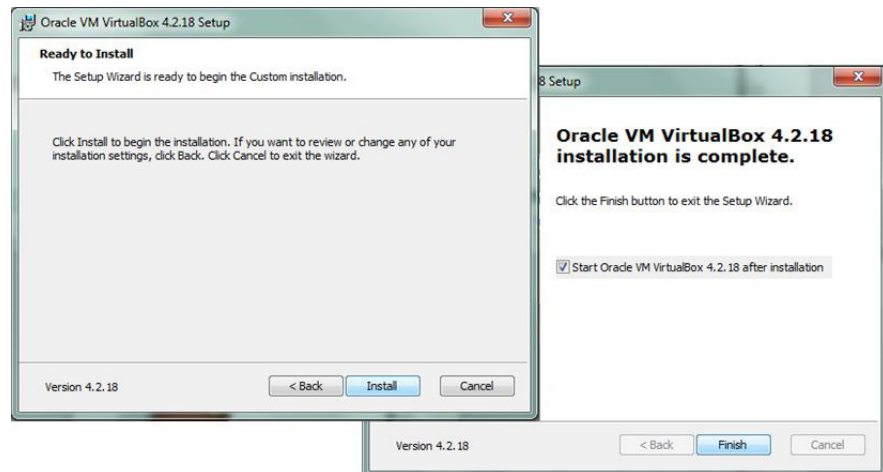 Oracle VM VirtualBox 4.2.18 Setup
Ready to Install
The Setup Wizard is ready to begin the Custom installation.
Click Install to begin the installation. If you want to review or change any of your
installation settings, click Back. Click Cancel to exit the wizard.
Version 4.2.18
< Back
Install
Cancel
8 Setup
Oracle VM VirtualBox 4.2.18
installation is complete.
Click the Finish button to exit the Setup Wizard.
Start Oracle VM VirtualBox 4.2.18 after installation
Version 4.2.18
< Back
Finish
Cancel